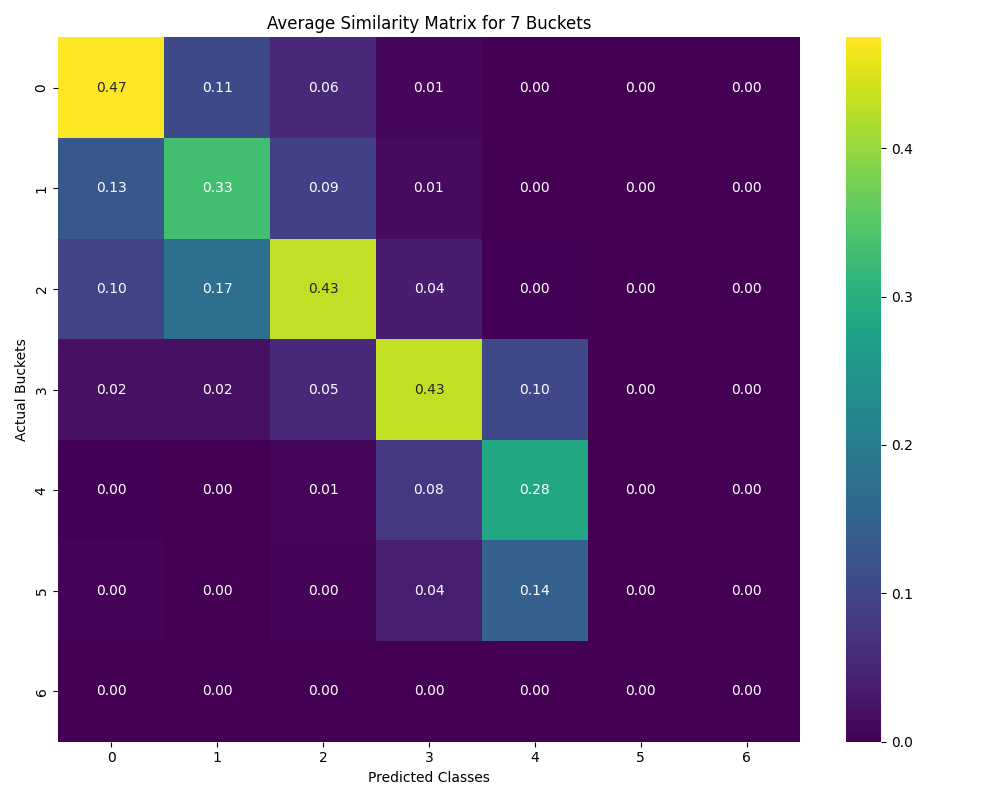 Average Similarity Matrix for 7 Buckets
0 0.47 0.11 0.06 0.01 0.00 0.00 0.00
1 0.13 0.33 0.09 0.01 0.00 0.00 0.00
2 0.10 0.17 0.43 0.04 0.00 0.00 0.00
3 0.02 0.02 0.05 0.43 0.10 0.00 0.00
4 0.00 0.00 0.01 0.08 0.28 0.00 0.00
5 0.00 0.00 0.00 0.04 0.14 0.00 0.00
6 0.00 0.00 0.00 0.00 0.00 0.00 0.00
0 1 2 3 4 5 6
Predicted Classes
Actual Buckets
0.4
0.3
0.2
0.1
0.0